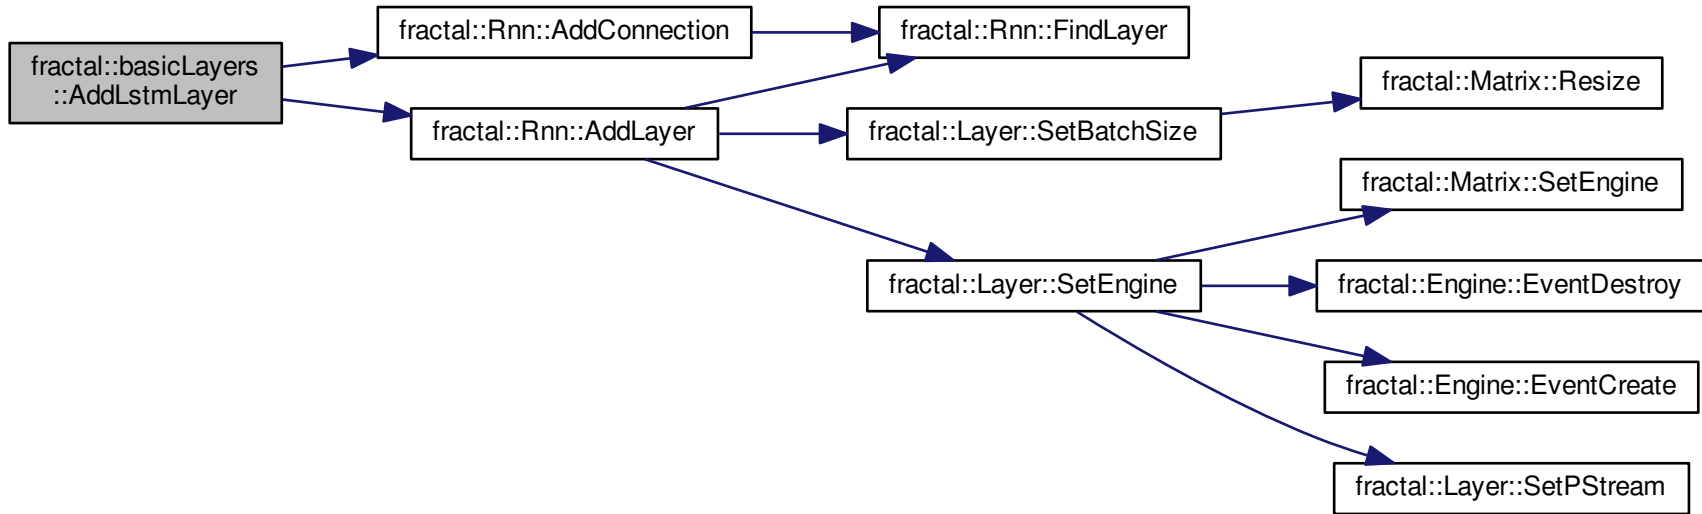 fractal::basicLayers
::AddLstmLayer
fractal::Rnn::AddConnection
fractal::Rnn::FindLayer
fractal::Rnn::AddLayer
fractal::Layer::SetBatchSize
fractal::Matrix::Resize
fractal::Layer::SetEngine
fractal::Matrix::SetEngine
fractal::Engine::EventDestroy
fractal::Engine::EventCreate
fractal::Layer::SetPStream